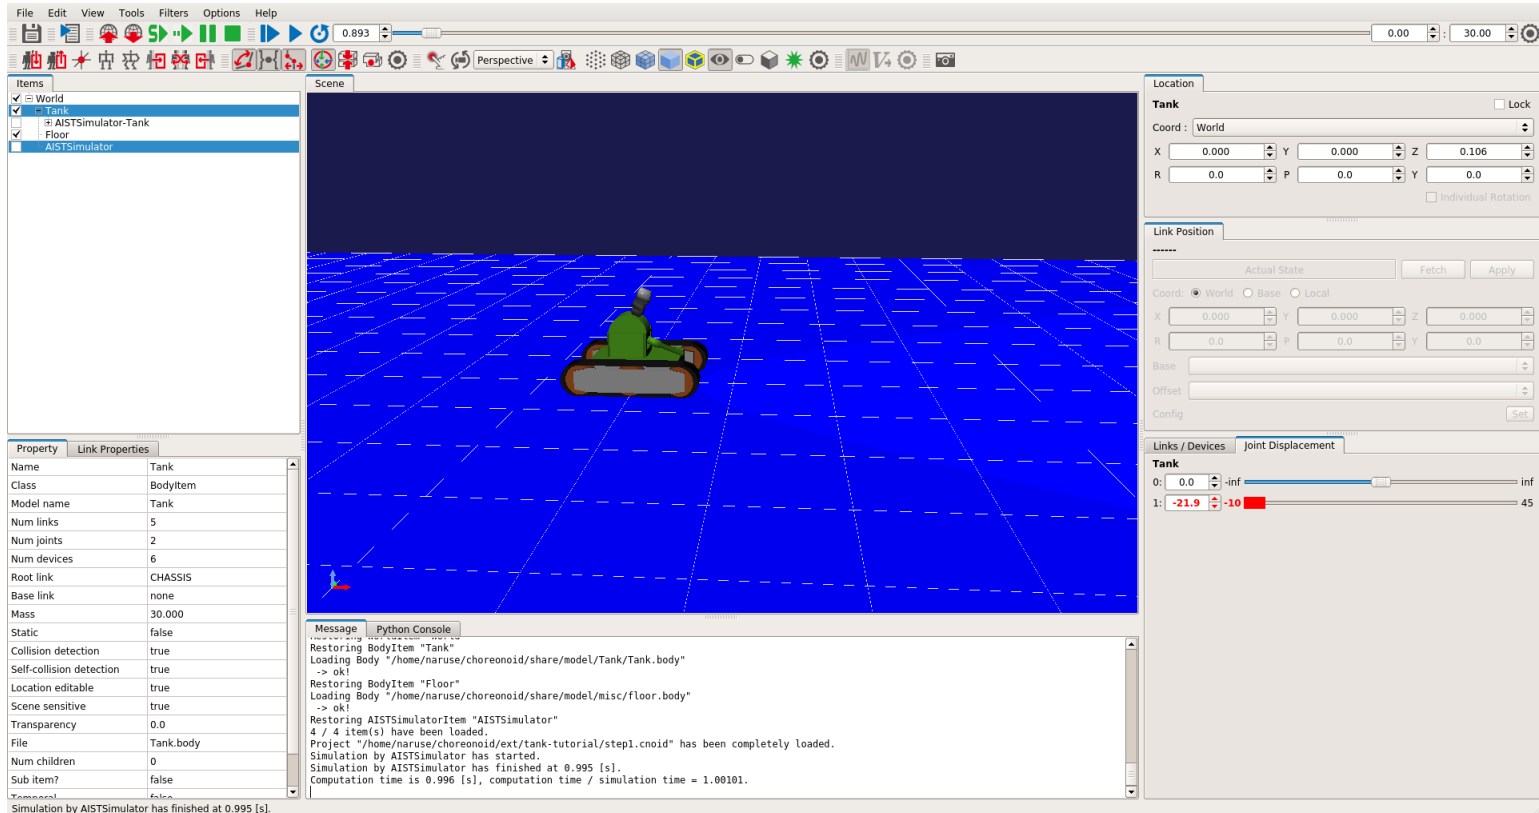 File Edit View Tools Filters Options Help
0.893 0.00 : 30.00
Perspective
Items
World
Tank
AISTSimulator-Tank
Floor
AISTSimulator
Scene
Property Link Properties
Name Tank
Class BodyItem
Model name Tank
Num links 5
Num joints 2
Num devices 6
Root link CHASSIS
Base link none
Mass 30.000
Static false
Collision detection true
Self-collision detection true
Location editable true
Scene sensitive true
Transparency 0.0
File Tank.body
Num children 0
Sub item? false
Temporal false
Message Python Console
Restoring WorldItem "World"
Restoring BodyItem "Tank"
Loading Body "/home/naruse/choreonoid/share/model/Tank/Tank.body"
-> ok!
Restoring BodyItem "Floor"
Loading Body "/home/naruse/choreonoid/share/model/misc/floor.body"
-> ok!
Restoring AISTSimulatorItem "AISTSimulator"
4 / 4 item(s) have been loaded.
Project "/home/naruse/choreonoid/ext/tank-tutorial/step1.cnoid" has been completely loaded.
Simulation by AISTSimulator has started.
Simulation by AISTSimulator has finished at 0.995 [s].
Computation time is 0.996 [s], computation time / simulation time = 1.00101.
Location
Tank Lock
Coord : World
X 0.000 Y 0.000 Z 0.106
R 0.0 P 0.0 Y 0.0
Individual Rotation
Link Position
------
Actual State Fetch Apply
Coord: World Base Local
X 0.000 Y 0.000 Z 0.000
R 0.0 P 0.0 Y 0.0
Base
Offset
Config Set
Links / Devices Joint Displacement
Tank
0: 0.0 -inf inf
1: -21.9 -10 45
Simulation by AISTSimulator has finished at 0.995 [s].